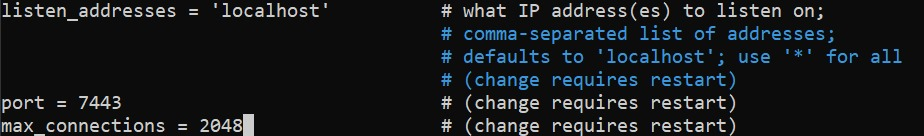 listen_addresses = 'localhost' # what IP address(es) to listen on;
# comma-separated list of addresses;
# defaults to 'localhost'; use '*' for all
# (change requires restart)
port = 7443 # (change requires restart)
max_connections = 2048 # (change requires restart)